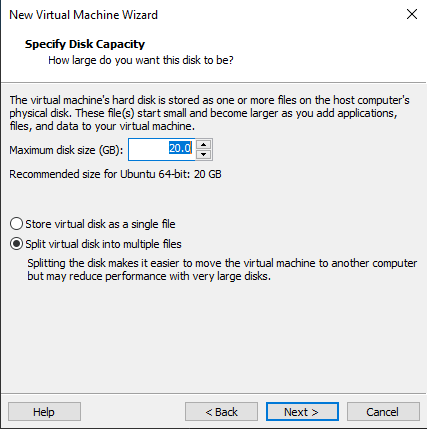 New Virtual Machine Wizard
Specify Disk Capacity
How large do you want this disk to be?
The virtual machine's hard disk is stored as one or more files on the host computer's
physical disk. These file(s) start small and become larger as you add applications,
files, and data to your virtual machine.
Maximum disk size (GB): 20.0
Recommended size for Ubuntu 64-bit: 20 GB
Store virtual disk as a single file
Split virtual disk into multiple files
Splitting the disk makes it easier to move the virtual machine to another computer
but may reduce performance with very large disks.
Help < Back Next > Cancel